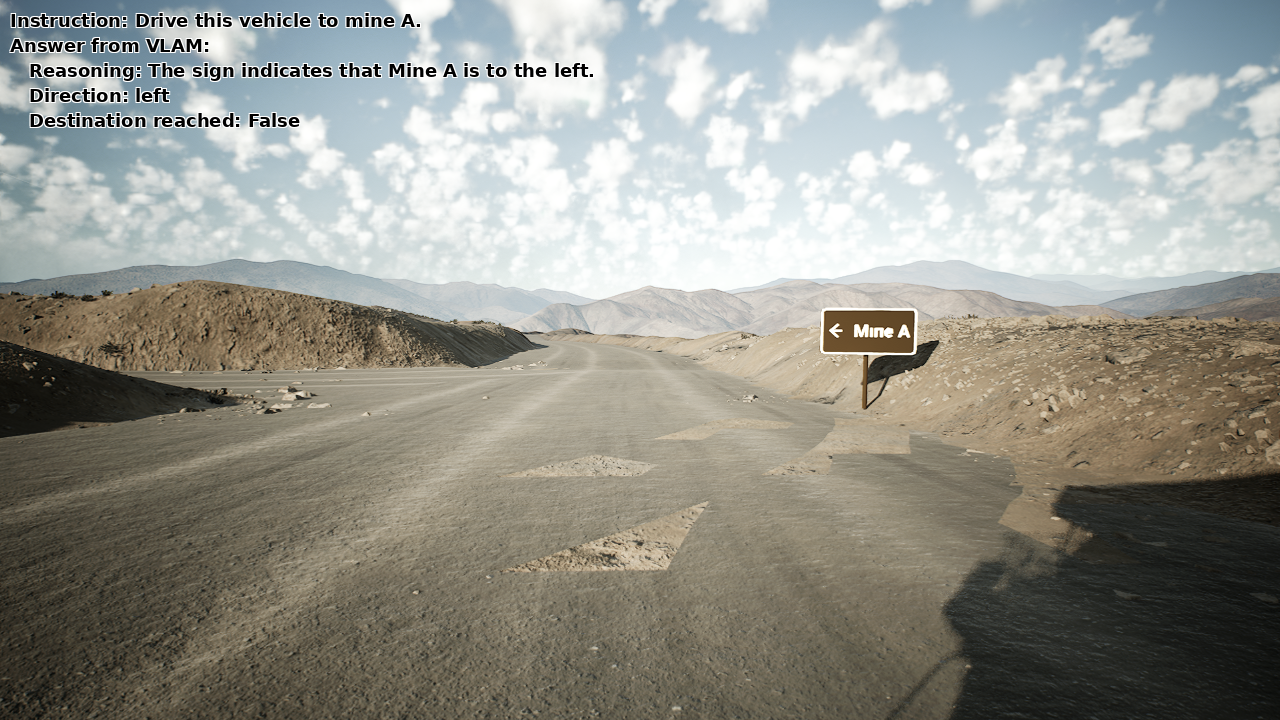 Instruction: Drive this vehicle to mine A.
Answer from VLAM:
Reasoning: The sign indicates that Mine A is to the left.
Direction: left
Destination reached: False
← Mine A